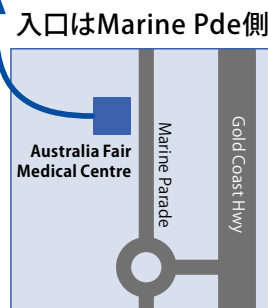 入口はMarine Pde側
Australia Fair
Medical Centre
Marine Parade
Gold Coast Hwy